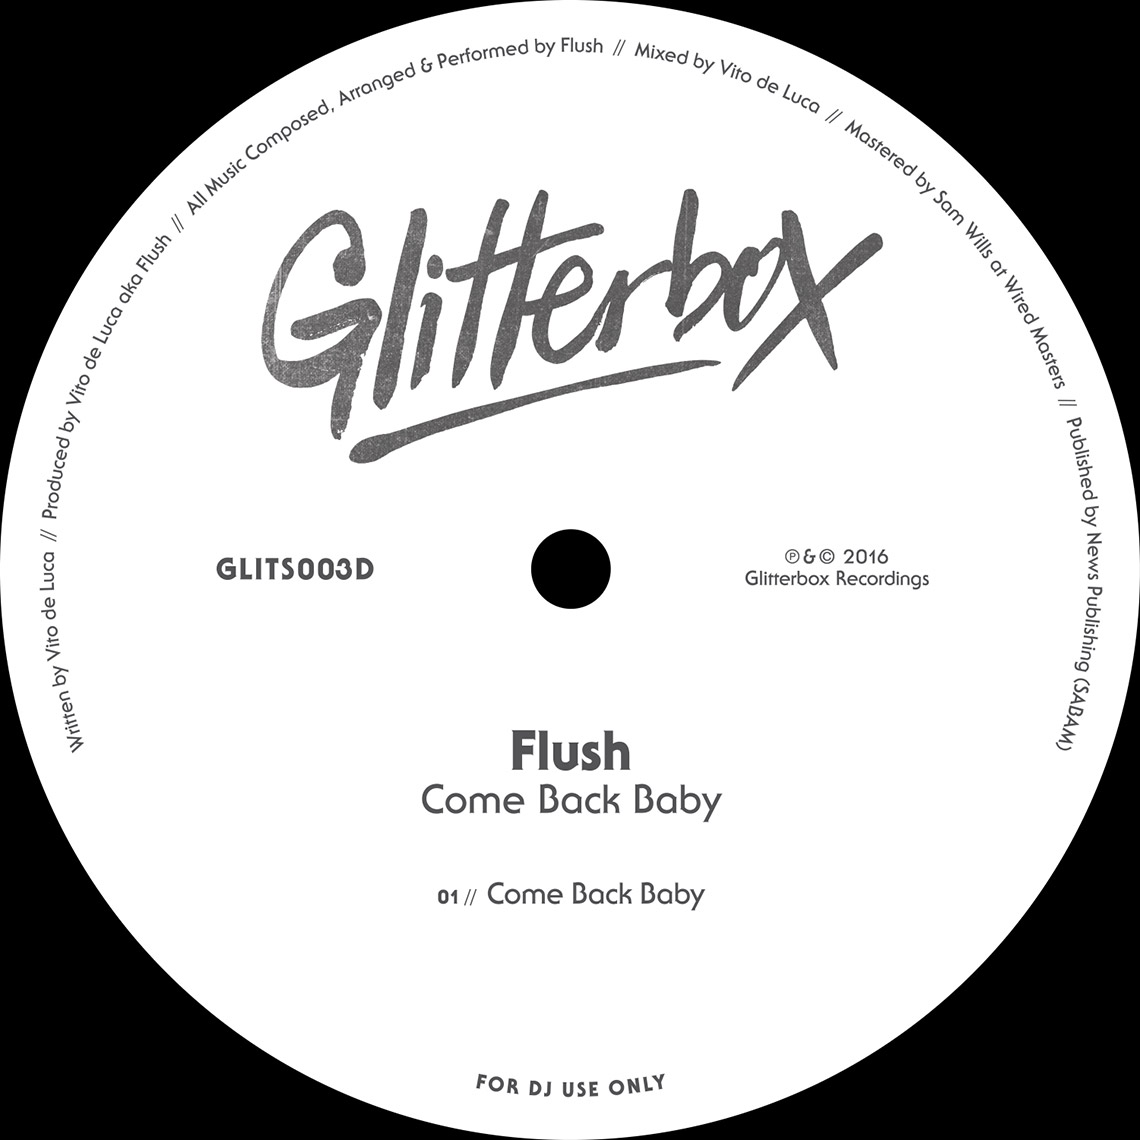 Written by Vito de Luca // Produced by Vito de Luca aka Flush // All Music Composed, Arranged & Performed by Flush // Mixed by Vito de Luca // Mastered by Sam Wills at Wired Masters // Published by News Publishing (SABAM)
Glitterbox
GLITS003D
℗ & © 2016
Glitterbox Recordings
Flush
Come Back Baby
01 // Come Back Baby
FOR DJ USE ONLY